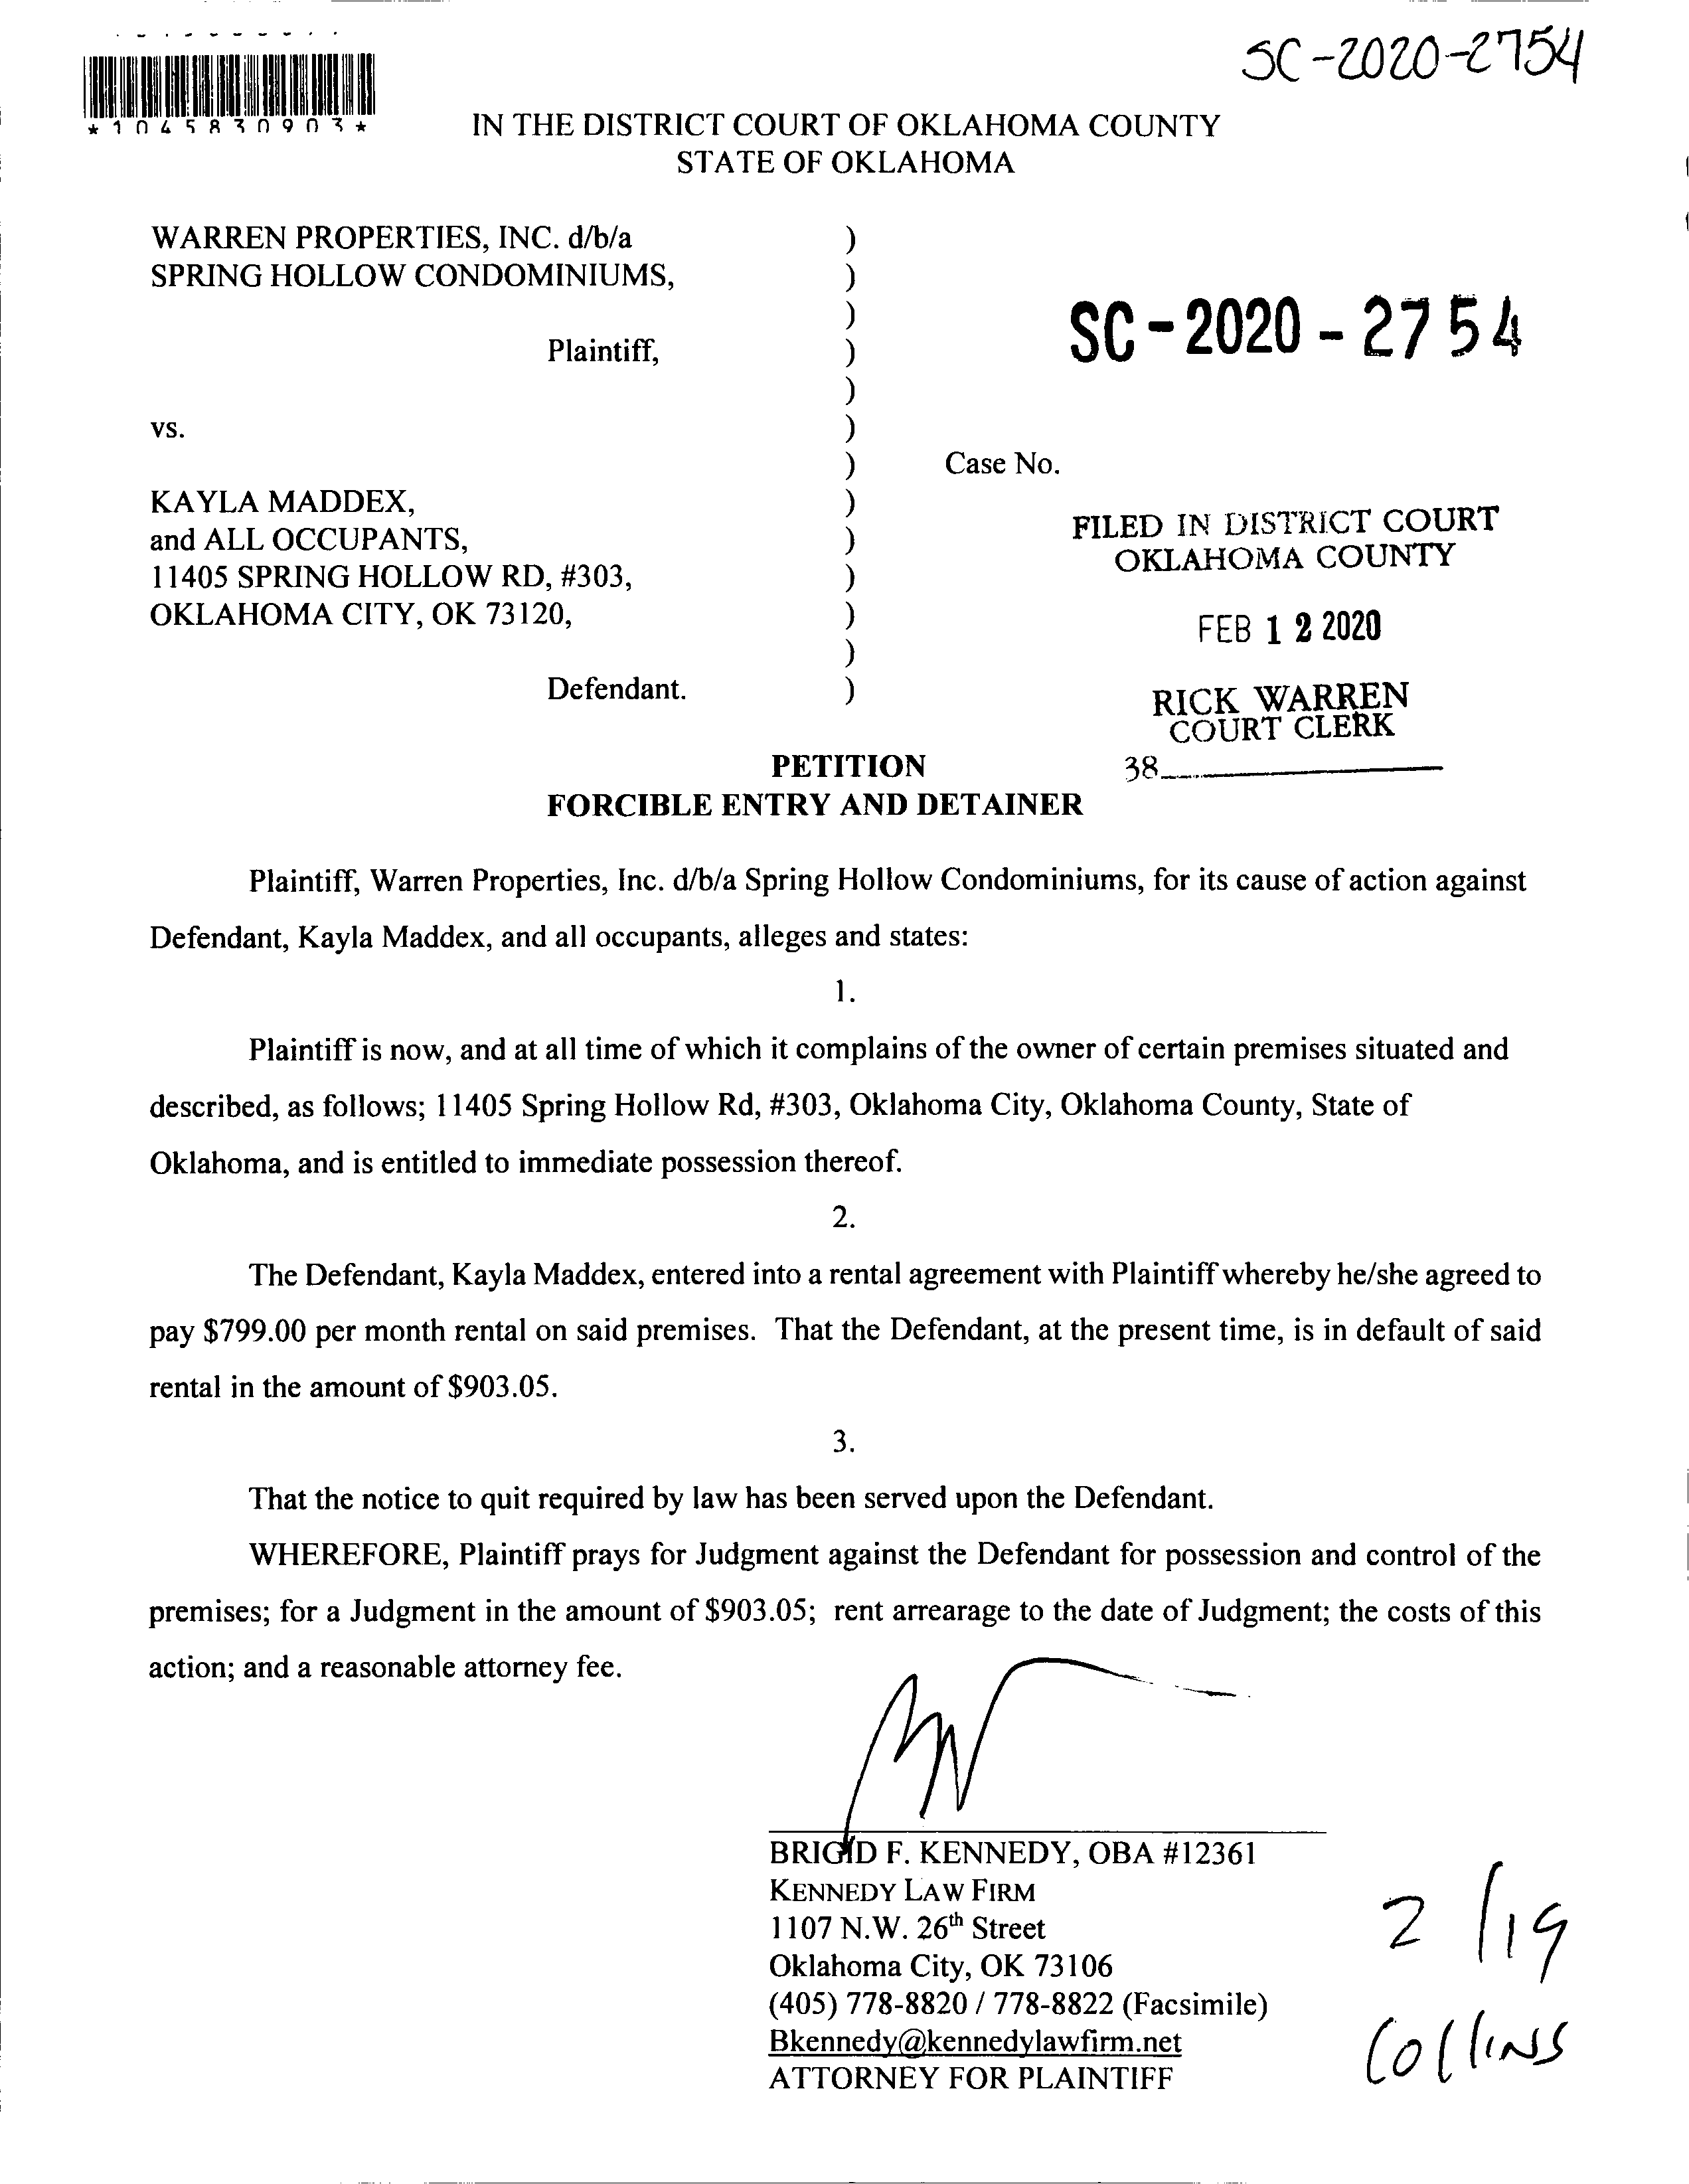 SC-2020-2754
*1045830903*
IN THE DISTRICT COURT OF OKLAHOMA COUNTY
STATE OF OKLAHOMA
WARREN PROPERTIES, INC. d/b/a )
SPRING HOLLOW CONDOMINIUMS, )
)
Plaintiff, )
SC-2020-2754
)
vs. )
) Case No.
KAYLA MADDEX, )
and ALL OCCUPANTS, )
11405 SPRING HOLLOW RD, #303, )
OKLAHOMA CITY, OK 73120, )
)
Defendant. )
FILED IN DISTRICT COURT
OKLAHOMA COUNTY
FEB 12 2020
RICK WARREN
COURT CLERK
38
PETITION
FORCIBLE ENTRY AND DETAINER
Plaintiff, Warren Properties, Inc. d/b/a Spring Hollow Condominiums, for its cause of action against
Defendant, Kayla Maddex, and all occupants, alleges and states:
1.
Plaintiff is now, and at all time of which it complains of the owner of certain premises situated and
described, as follows; 11405 Spring Hollow Rd, #303, Oklahoma City, Oklahoma County, State of
Oklahoma, and is entitled to immediate possession thereof.
2.
The Defendant, Kayla Maddex, entered into a rental agreement with Plaintiff whereby he/she agreed to
pay $799.00 per month rental on said premises. That the Defendant, at the present time, is in default of said
rental in the amount of $903.05.
3.
That the notice to quit required by law has been served upon the Defendant.
WHEREFORE, Plaintiff prays for Judgment against the Defendant for possession and control of the
premises; for a Judgment in the amount of $903.05; rent arrearage to the date of Judgment; the costs of this
action; and a reasonable attorney fee.
BRIGID F. KENNEDY, OBA #12361
KENNEDY LAW FIRM
1107 N.W. 26th Street
Oklahoma City, OK 73106
(405) 778-8820 / 778-8822 (Facsimile)
Bkennedy@kennedylawfirm.net
ATTORNEY FOR PLAINTIFF
2/19
Collins